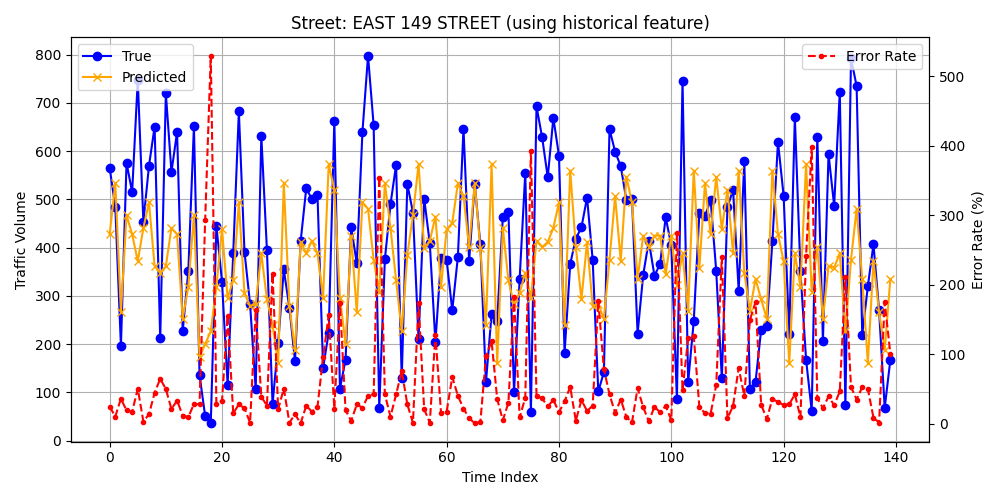 Street: EAST 149 STREET (using historical feature)
True
Predicted
Error Rate
Traffic Volume
800
700
600
500
400
300
200
100
0
Error Rate (%)
500
400
300
200
100
0
0 20 40 60 80 100 120 140
Time Index